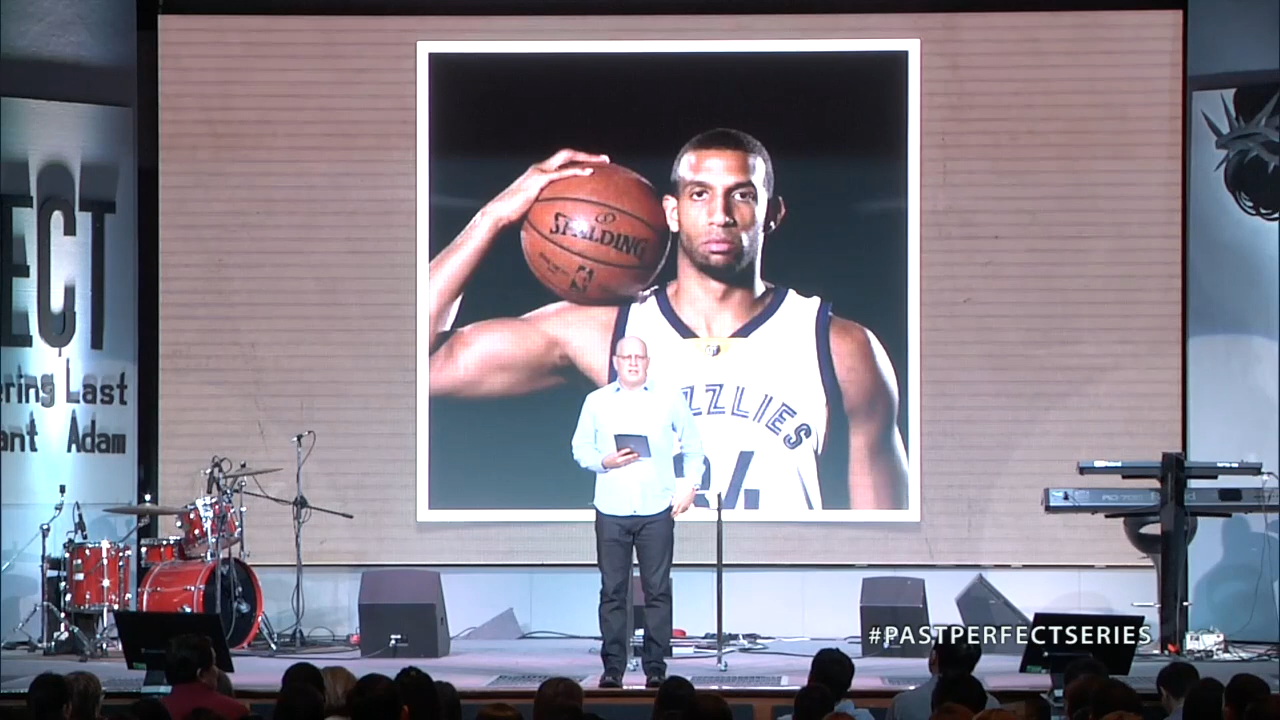 ECT
ering Last
ant Adam
SPALDING
ZZLIES
#PASTPERFECTSERIES